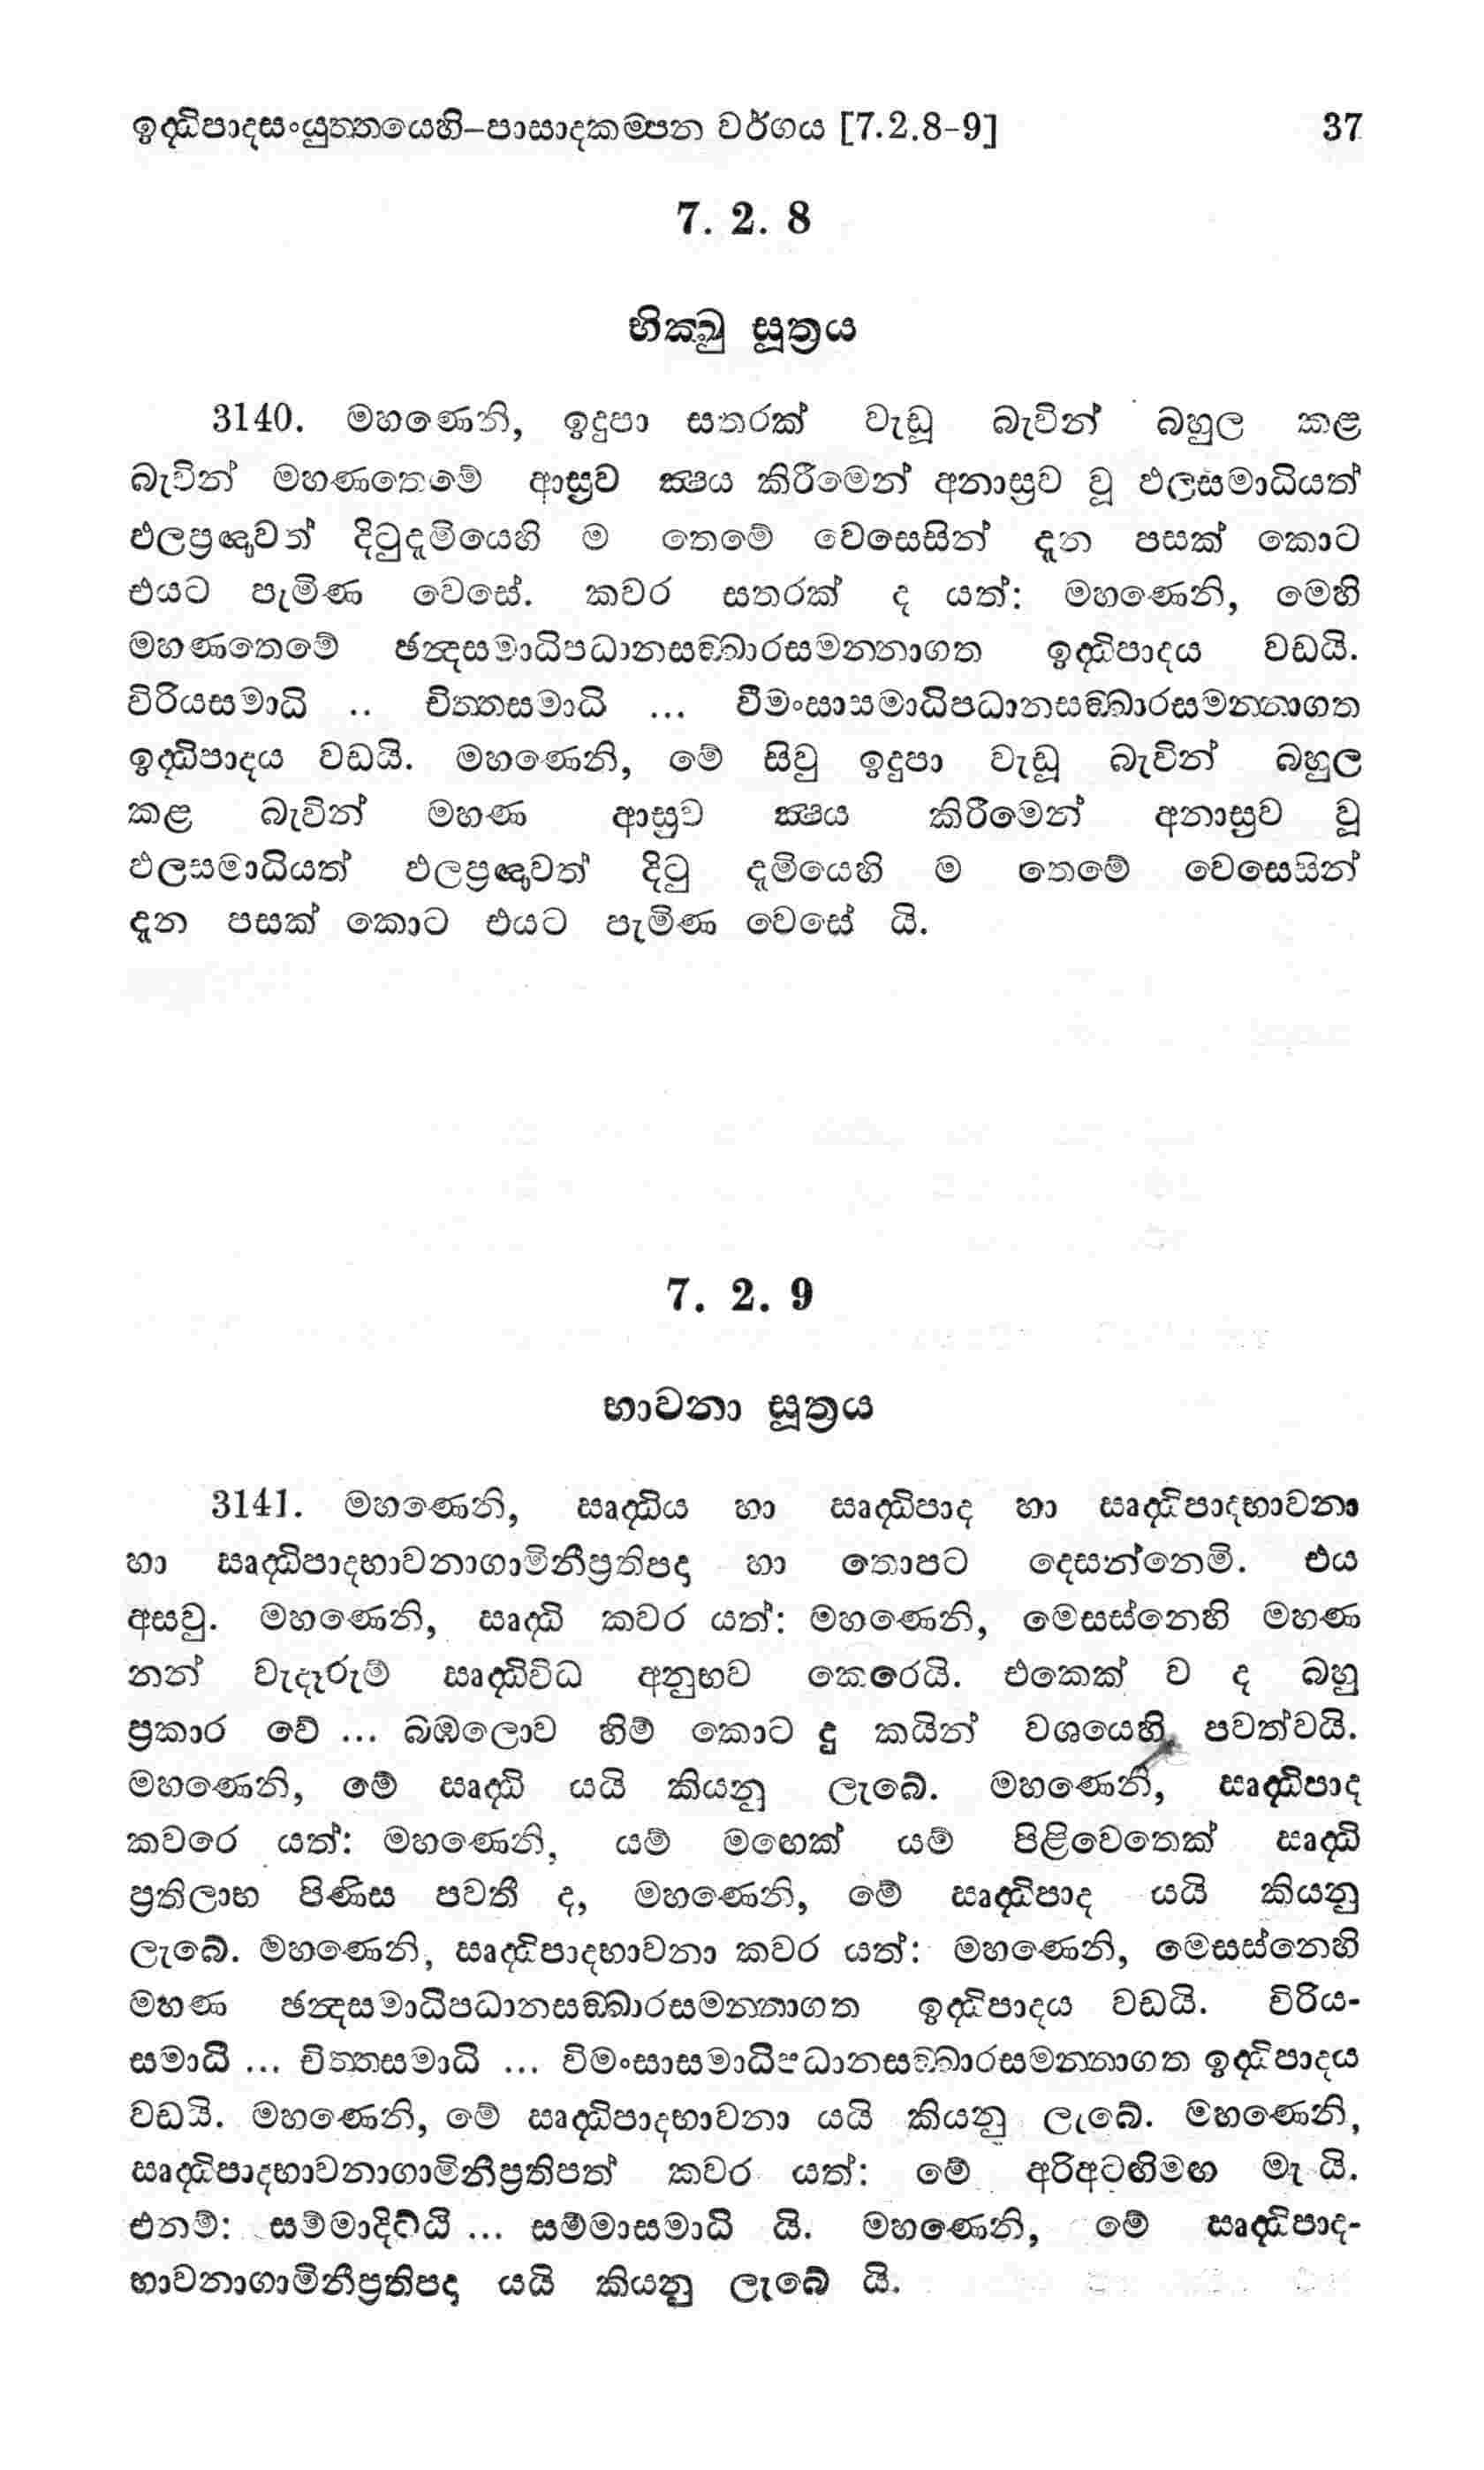 ඉද්ධිපාදසංයුත්තයෙහි–පාසාදකම්පන වර්ගය [7.2.8-9] 37
7. 2. 8
භික්ඛු සූත්‍රය
3140. මහණෙනි, ඉදුපා සතරක් වැඩූ බැවින් බහුල කළ
බැවින් මහණතෙමේ ආස්‍රව ක්‍ෂය කිරීමෙන් අනාස්‍රව වූ ඵලසමාධියත්
ඵලප්‍රඥාවත් දිටුදැමියෙහි ම තෙමේ වෙසෙසින් දැන පසක් කොට
එයට පැමිණ වෙසේ. කවර සතරක් ද යත්: මහණෙනි, මෙහි
මහණතෙමේ ඡන්දසමාධිපධානසඞ්ඛාරසමන්නාගත ඉද්ධිපාදය වඩයි.
විරියසමාධි .. චිත්තසමාධි ... වීමංසාසමාධිපධානසඞ්ඛාරසමන්නාගත
ඉද්ධිපාදය වඩයි. මහණෙනි, මේ සිවු ඉදුපා වැඩූ බැවින් බහුල
කළ බැවින් මහණ ආස්‍රව ක්‍ෂය කිරීමෙන් අනාස්‍රව වූ
ඵලසමාධියත් ඵලප්‍රඥාවත් දිටු දැමියෙහි ම තෙමේ වෙසෙසින්
දැන පසක් කොට එයට පැමිණ වෙසේ යි.
7. 2. 9
භාවනා සූත්‍රය
3141. මහණෙනි, ඍද්ධිය හා ඍද්ධිපාද හා ඍද්ධිපාදභාවනා
හා ඍද්ධිපාදභාවනාගාමිනීප්‍රතිපදා හා තොපට දෙසන්නෙමි. එය
අසවු. මහණෙනි, ඍද්ධි කවර යත්: මහණෙනි, මෙසස්නෙහි මහණ
නන් වැදෑරුම් ඍද්ධිවිධ අනුභව කෙරෙයි. එකෙක් ව ද බහු
ප්‍රකාර වේ ... බඹලොව හිම් කොට දු කයින් වශයෙහි පවත්වයි.
මහණෙනි, මේ ඍද්ධි යයි කියනු ලැබේ. මහණෙනි, ඍද්ධිපාද
කවරෙ යත්: මහණෙනි, යම් මඟෙක් යම් පිළිවෙතෙක් ඍද්ධි
ප්‍රතිලාභ පිණිස පවතී ද, මහණෙනි, මේ ඍද්ධිපාද යයි කියනු
ලැබේ. මහණෙනි, ඍද්ධිපාදභාවනා කවර යත්: මහණෙනි, මෙසස්නෙහි
මහණ ඡන්දසමාධිපධානසඞ්ඛාරසමන්නාගත ඉද්ධිපාදය වඩයි. විරිය-
සමාධි ... චිත්තසමාධි ... විමංසාසමාධිපධානසඞ්ඛාරසමන්නාගත ඉද්ධිපාදය
වඩයි. මහණෙනි, මේ ඍද්ධිපාදභාවනා යයි කියනු ලැබේ. මහණෙනි,
ඍද්ධිපාදභාවනාගාමිනීප්‍රතිපත් කවර යත්: මේ අරිඅටඟිමඟ මැ යි.
එනම්: සම්මාදිට්ඨි ... සම්මාසමාධි යි. මහණෙනි, මේ ඍද්ධිපාද-
භාවනාගාමිනීප්‍රතිපදා යයි කියනු ලැබේ යි.